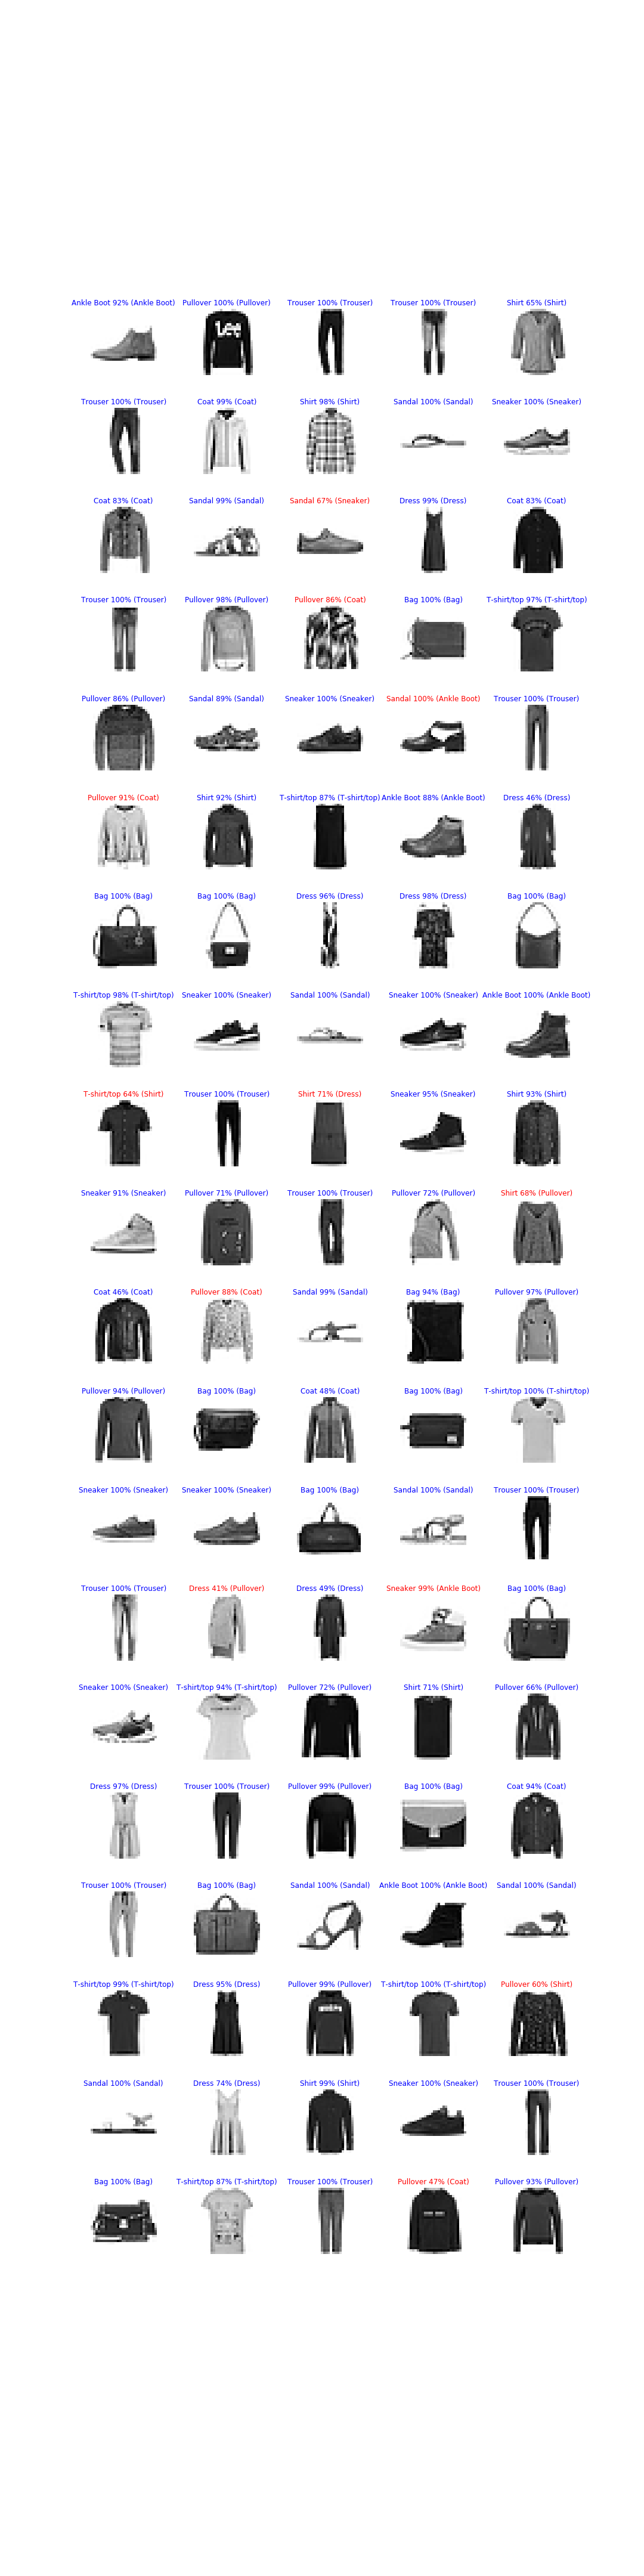 Ankle Boot 92% (Ankle Boot) Pullover 100% (Pullover) Trouser 100% (Trouser) Trouser 100% (Trouser) Shirt 65% (Shirt)
Lee
Trouser 100% (Trouser) Coat 99% (Coat) Shirt 98% (Shirt) Sandal 100% (Sandal) Sneaker 100% (Sneaker)
Coat 83% (Coat) Sandal 99% (Sandal) Sandal 67% (Sneaker) Dress 99% (Dress) Coat 83% (Coat)
Trouser 100% (Trouser) Pullover 98% (Pullover) Pullover 86% (Coat) Bag 100% (Bag) T-shirt/top 97% (T-shirt/top)
Pullover 86% (Pullover) Sandal 89% (Sandal) Sneaker 100% (Sneaker) Sandal 100% (Ankle Boot) Trouser 100% (Trouser)
Pullover 91% (Coat) Shirt 92% (Shirt) T-shirt/top 87% (T-shirt/top) Ankle Boot 88% (Ankle Boot) Dress 46% (Dress)
Bag 100% (Bag) Bag 100% (Bag) Dress 96% (Dress) Dress 98% (Dress) Bag 100% (Bag)
T-shirt/top 98% (T-shirt/top) Sneaker 100% (Sneaker) Sandal 100% (Sandal) Sneaker 100% (Sneaker) Ankle Boot 100% (Ankle Boot)
T-shirt/top 64% (Shirt) Trouser 100% (Trouser) Shirt 71% (Dress) Sneaker 95% (Sneaker) Shirt 93% (Shirt)
Sneaker 91% (Sneaker) Pullover 71% (Pullover) Trouser 100% (Trouser) Pullover 72% (Pullover) Shirt 68% (Pullover)
Coat 46% (Coat) Pullover 88% (Coat) Sandal 99% (Sandal) Bag 94% (Bag) Pullover 97% (Pullover)
Pullover 94% (Pullover) Bag 100% (Bag) Coat 48% (Coat) Bag 100% (Bag) T-shirt/top 100% (T-shirt/top)
Sneaker 100% (Sneaker) Sneaker 100% (Sneaker) Bag 100% (Bag) Sandal 100% (Sandal) Trouser 100% (Trouser)
Trouser 100% (Trouser) Dress 41% (Pullover) Dress 49% (Dress) Sneaker 99% (Ankle Boot) Bag 100% (Bag)
Sneaker 100% (Sneaker) T-shirt/top 94% (T-shirt/top) Pullover 72% (Pullover) Shirt 71% (Shirt) Pullover 66% (Pullover)
Dress 97% (Dress) Trouser 100% (Trouser) Pullover 99% (Pullover) Bag 100% (Bag) Coat 94% (Coat)
Trouser 100% (Trouser) Bag 100% (Bag) Sandal 100% (Sandal) Ankle Boot 100% (Ankle Boot) Sandal 100% (Sandal)
T-shirt/top 99% (T-shirt/top) Dress 95% (Dress) Pullover 99% (Pullover) T-shirt/top 100% (T-shirt/top) Pullover 60% (Shirt)
Sandal 100% (Sandal) Dress 74% (Dress) Shirt 99% (Shirt) Sneaker 100% (Sneaker) Trouser 100% (Trouser)
Bag 100% (Bag) T-shirt/top 87% (T-shirt/top) Trouser 100% (Trouser) Pullover 47% (Coat) Pullover 93% (Pullover)